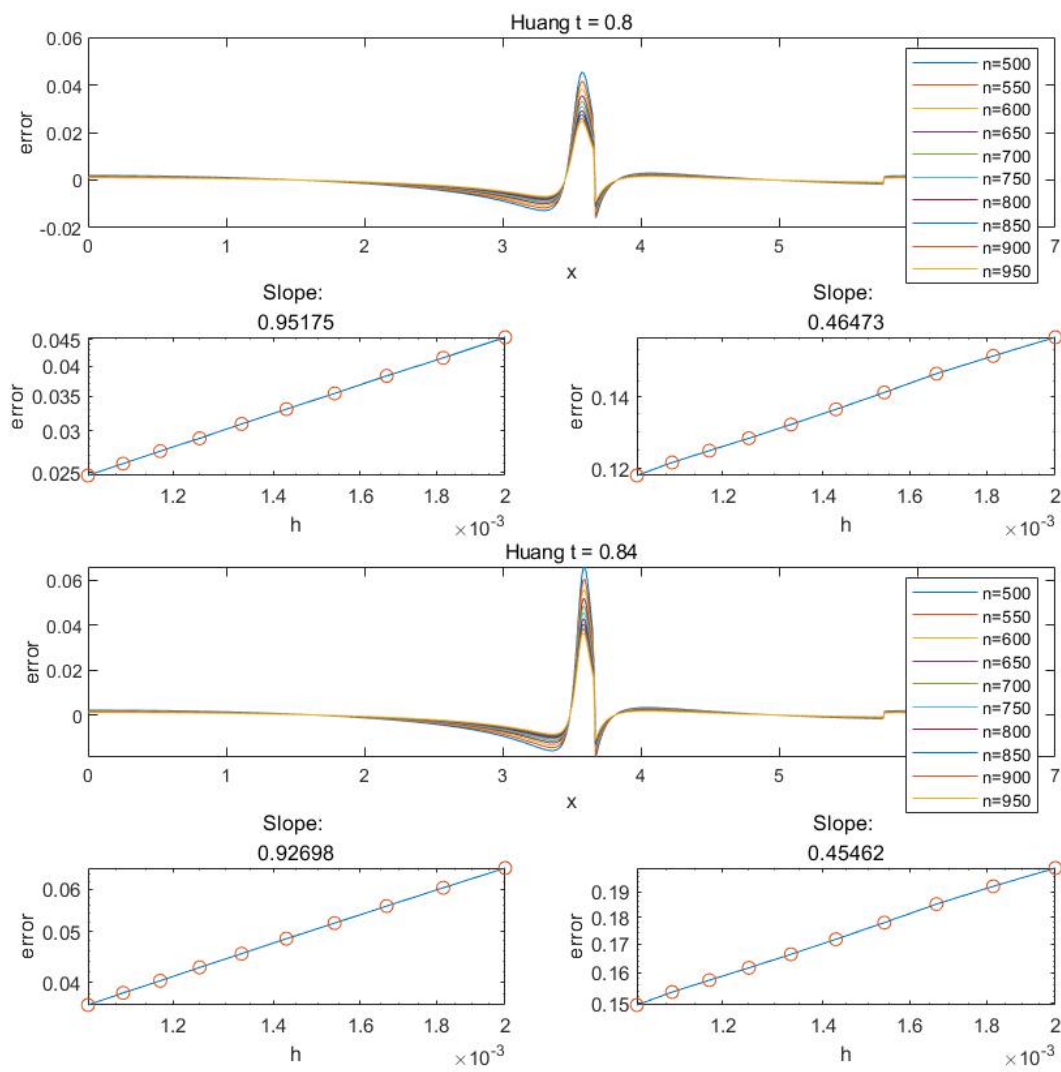 Huang t = 0.8
0.06
0.04
0.02
0
-0.02
error
0 1 2 3 4 5 7
x
n=500
n=550
n=600
n=650
n=700
n=750
n=800
n=850
n=900
n=950
Slope:
0.95175
0.045
0.04
0.035
0.03
0.025
error
1.2 1.4 1.6 1.8 2
h
×10⁻³
Slope:
0.46473
0.14
0.12
error
1.2 1.4 1.6 1.8 2
h
×10⁻³
Huang t = 0.84
0.06
0.04
0.02
0
error
0 1 2 3 4 5 7
x
n=500
n=550
n=600
n=650
n=700
n=750
n=800
n=850
n=900
n=950
Slope:
0.92698
0.06
0.05
0.04
error
1.2 1.4 1.6 1.8 2
h
×10⁻³
Slope:
0.45462
0.19
0.18
0.17
0.16
0.15
error
1.2 1.4 1.6 1.8 2
h
×10⁻³